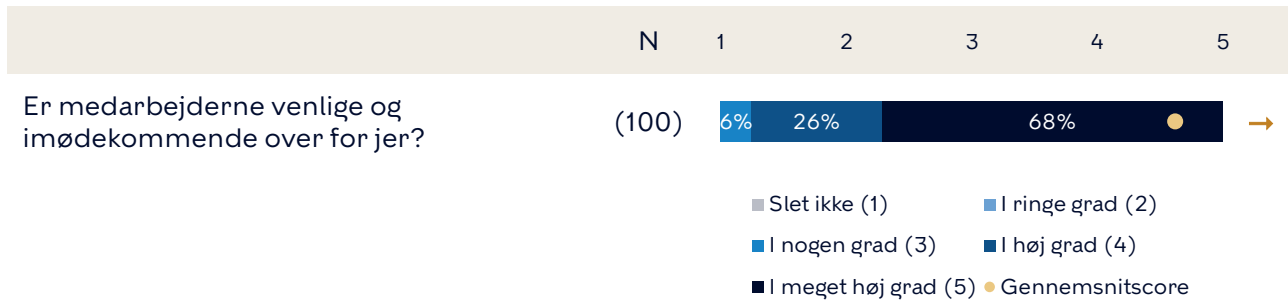 N 1 2 3 4 5
Er medarbejderne venlige og
imødekommende over for jer?
(100) 6% 26% 68%
Slet ikke (1) I ringe grad (2)
I nogen grad (3) I høj grad (4)
I meget høj grad (5) Gennemsnitscore